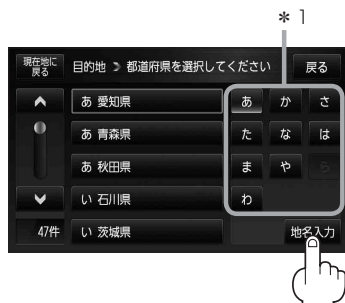 ＊1
現在地に戻る 目的地 都道府県を選択してください 戻る
あ 愛知県 あ か さ
あ 青森県 た な は
あ 秋田県 ま や ら
い 石川県 わ
47件 い 茨城県 地名入力